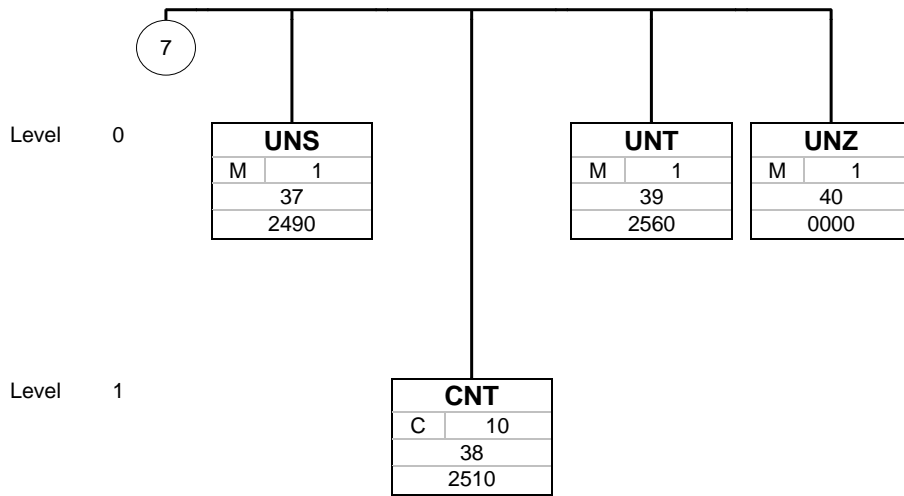 7
Level 0
UNS UNT UNZ
M 1 M 1 M 1
37 39 40
2490 2560 0000
Level 1
CNT
C 10
38
2510